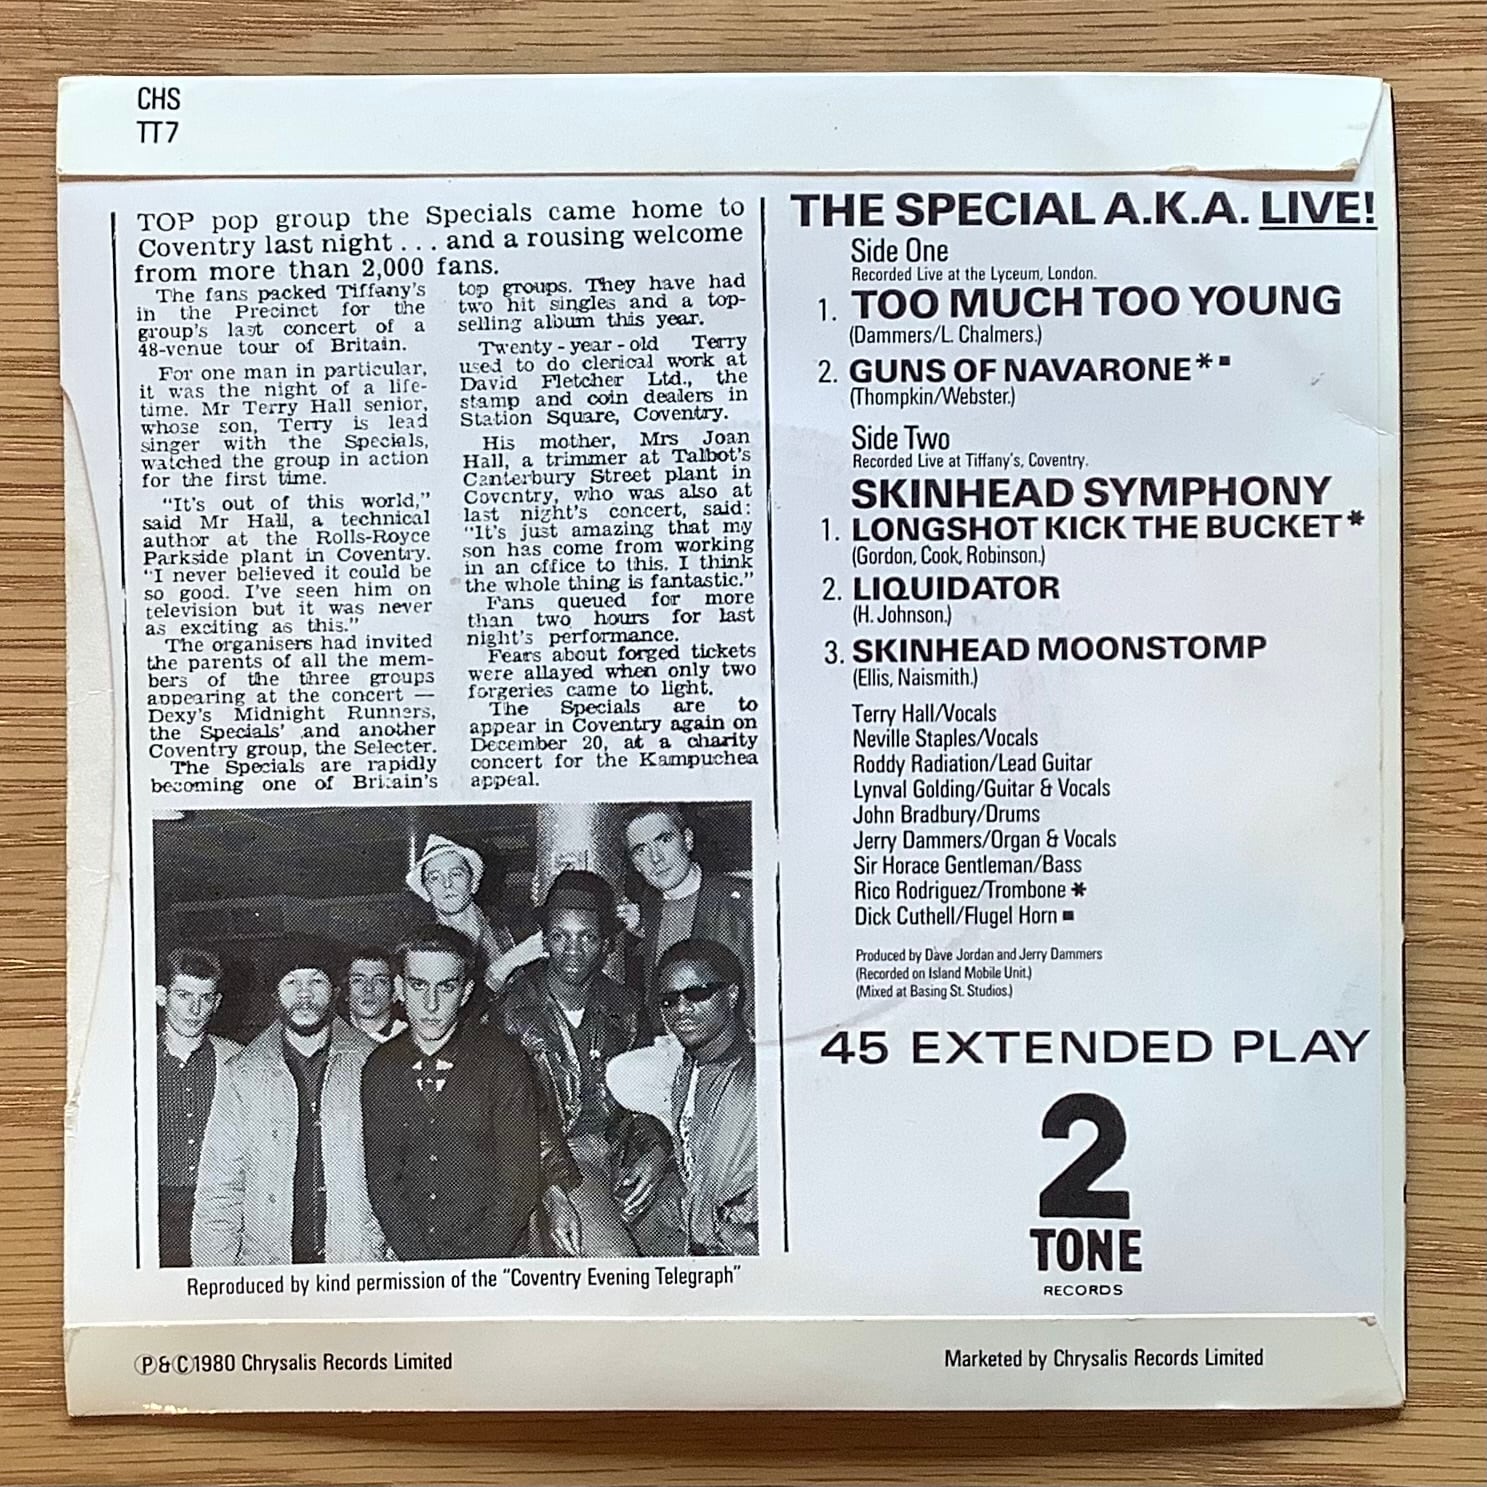 CHS
TT7
TOP pop group the Specials came home to
Coventry last night . . . and a rousing welcome
from more than 2,000 fans.
The fans packed Tiffany's
in the Precinct for the
group's last concert of a
48-venue tour of Britain.
For one man in particular,
it was the night of a life-
time. Mr Terry Hall senior,
whose son, Terry is lead
singer with the Specials,
watched the group in action
for the first time.
"It's out of this world,"
said Mr Hall, a technical
author at the Rolls-Royce
Parkside plant in Coventry.
"I never believed it could be
so good. I've seen him on
television but it was never
as exciting as this."
The organisers had invited
the parents of all the mem-
bers of the three groups
appearing at the concert —
Dexy's Midnight Runners,
the Specials' and another
Coventry group, the Selecter.
The Specials are rapidly
becoming one of Britain's
top groups. They have had
two hit singles and a top-
selling album this year.
Twenty-year-old Terry
used to do clerical work at
David Fletcher Ltd., the
stamp and coin dealers in
Station Square, Coventry.
His mother, Mrs Joan
Hall, a trimmer at Talbot's
Canterbury Street plant in
Coventry, who was also at
last night's concert, said:
"It's just amazing that my
son has come from working
in an office to this. I think
the whole thing is fantastic."
Fans queued for more
than two hours for last
night's performance.
Fears about forged tickets
were allayed when only two
forgeries came to light.
The Specials are to
appear in Coventry again on
December 20, at a charity
concert for the Kampuchea
appeal.
Reproduced by kind permission of the "Coventry Evening Telegraph"
THE SPECIAL A.K.A. LIVE!
Side One
Recorded Live at the Lyceum, London.
1. TOO MUCH TOO YOUNG
(Dammers/L. Chalmers.)
2. GUNS OF NAVARONE*▪
(Thompkin/Webster.)
Side Two
Recorded Live at Tiffany's, Coventry.
SKINHEAD SYMPHONY
1. LONGSHOT KICK THE BUCKET*
(Gordon, Cook, Robinson.)
2. LIQUIDATOR
(H. Johnson.)
3. SKINHEAD MOONSTOMP
(Ellis, Naismith.)
Terry Hall/Vocals
Neville Staples/Vocals
Roddy Radiation/Lead Guitar
Lynval Golding/Guitar & Vocals
John Bradbury/Drums
Jerry Dammers/Organ & Vocals
Sir Horace Gentleman/Bass
Rico Rodriguez/Trombone *
Dick Cuthell/Flugel Horn ▪
Produced by Dave Jordan and Jerry Dammers
(Recorded on Island Mobile Unit.)
(Mixed at Basing St. Studios.)
45 EXTENDED PLAY
2
TONE
RECORDS
Ⓟ&Ⓒ1980 Chrysalis Records Limited
Marketed by Chrysalis Records Limited